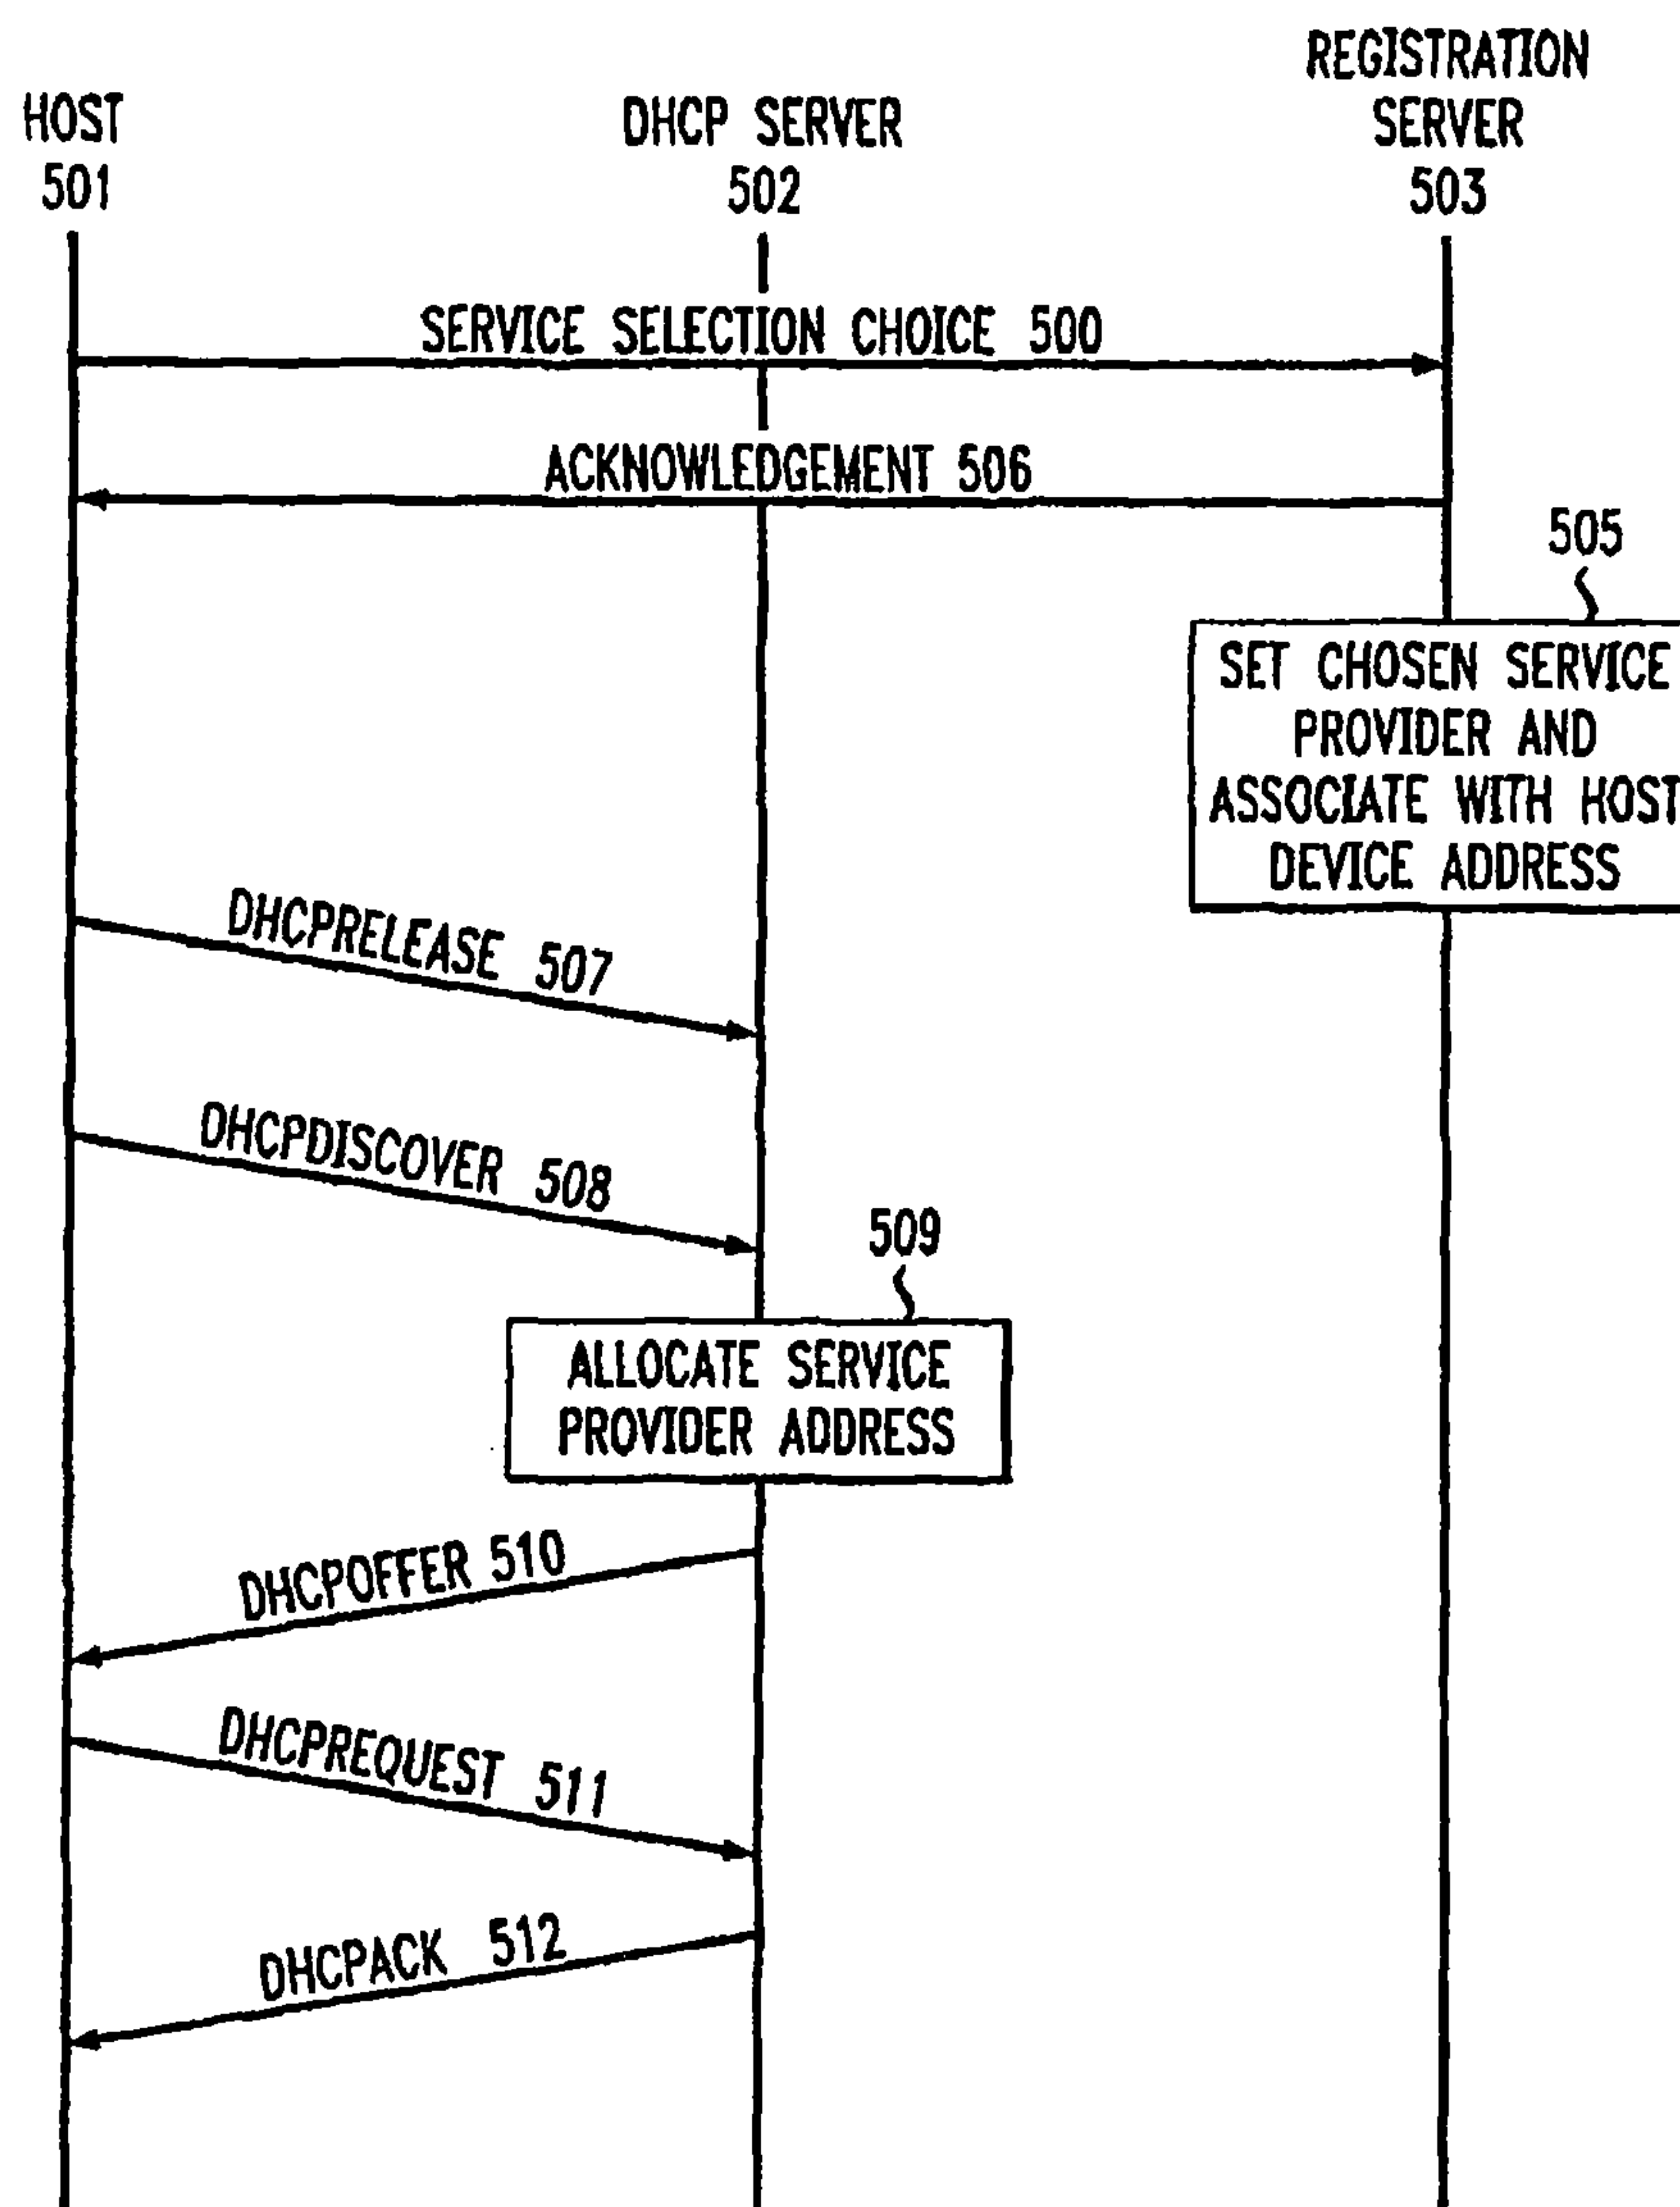 HOST
501
DHCP SERVER
502
REGISTRATION
SERVER
503
SERVICE SELECTION CHOICE 500
ACKNOWLEDGEMENT 506
505
SET CHOSEN SERVICE
PROVIDER AND
ASSOCIATE WITH HOST
DEVICE ADDRESS
DHCPRELEASE 507
DHCPDISCOVER 508
509
ALLOCATE SERVICE
PROVIDER ADDRESS
DHCPOFFER 510
DHCPREQUEST 511
DHCPACK 512